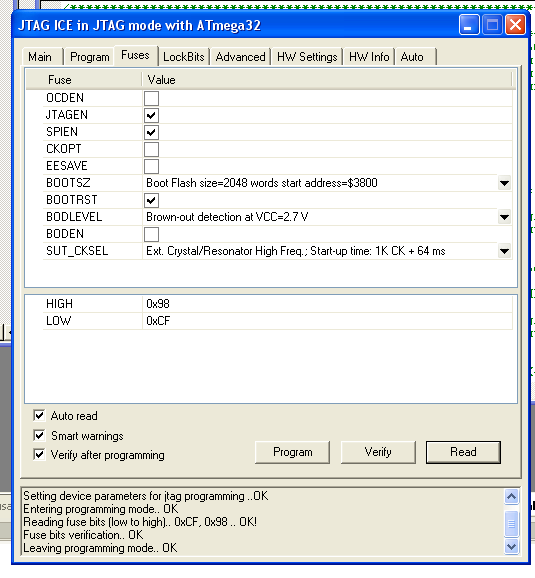 JTAG ICE in JTAG mode with ATmega32
Main Program Fuses LockBits Advanced HW Settings HW Info Auto
Fuse Value
OCDEN
JTAGEN
SPIEN
CKOPT
EESAVE
BOOTSZ Boot Flash size=2048 words start address=$3800
BOOTRST
BODLEVEL Brown-out detection at VCC=2.7 V
BODEN
SUT_CKSEL Ext. Crystal/Resonator High Freq.; Start-up time: 1K CK + 64 ms
HIGH 0x98
LOW 0xCF
Auto read
Smart warnings
Verify after programming
Program Verify Read
Setting device parameters for jtag programming ..OK
Entering programming mode.. OK
Reading fuse bits (low to high).. 0xCF, 0x98 .. OK!
Fuse bits verification.. OK
Leaving programming mode.. OK